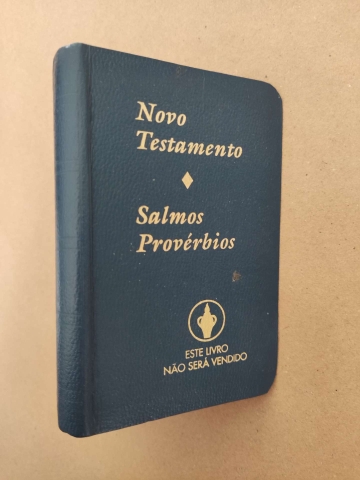 Novo
Testamento
Salmos
Provérbios
ESTE LIVRO
NÃO SERÁ VENDIDO